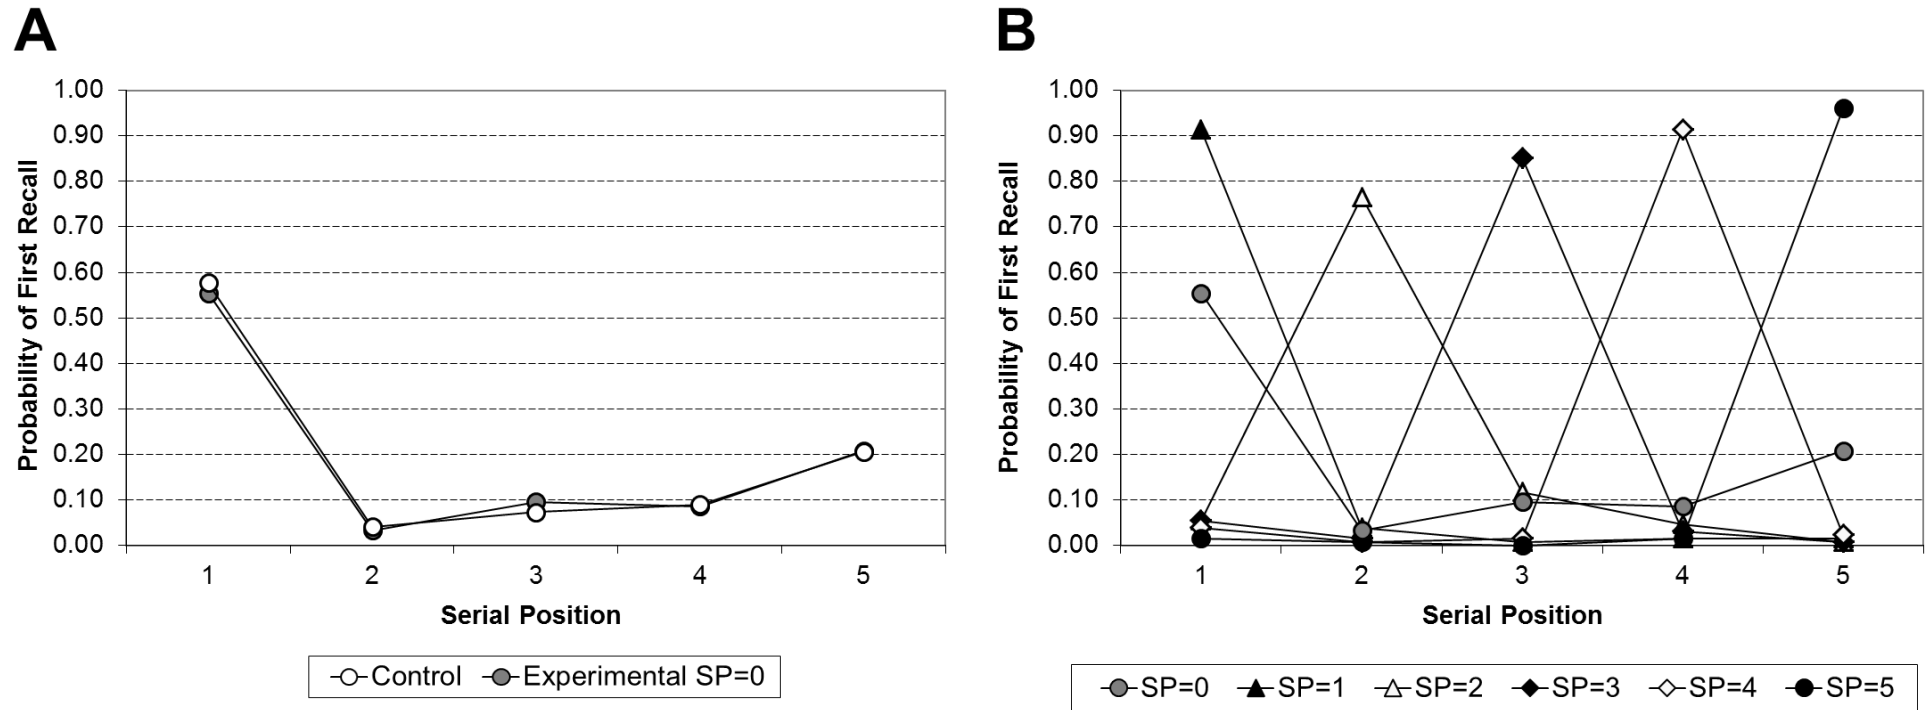 A
1.00
0.90
0.80
0.70
0.60
0.50
0.40
0.30
0.20
0.10
0.00
Probability of First Recall
1 2 3 4 5
Serial Position
Control Experimental SP=0
B
1.00
0.90
0.80
0.70
0.60
0.50
0.40
0.30
0.20
0.10
0.00
Probability of First Recall
1 2 3 4 5
Serial Position
SP=0 SP=1 SP=2 SP=3 SP=4 SP=5